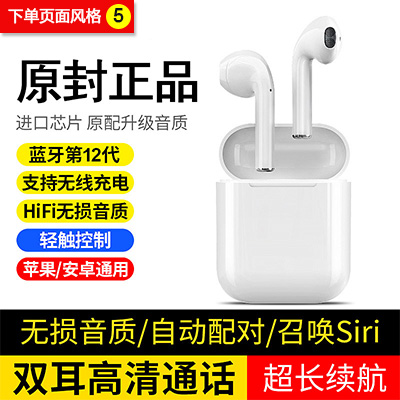 下单页面风格 5
原封正品
进口芯片 原配升级音质
蓝牙第12代
支持无线充电
HiFi无损音质
轻触控制
苹果/安卓通用
无损音质/自动配对/召唤Siri
双耳高清通话
超长续航